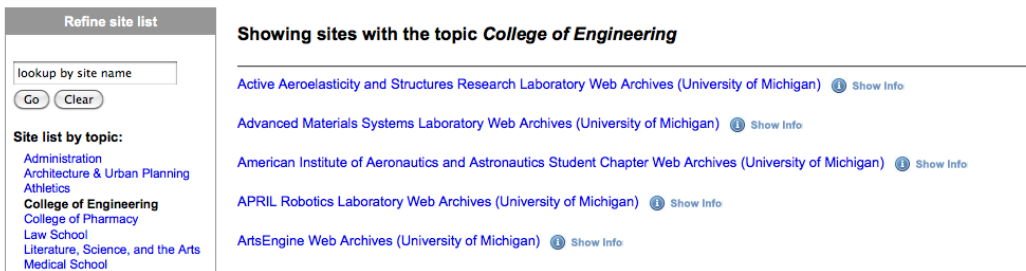 Refine site list
lookup by site name
Go Clear
Site list by topic:
Administration
Architecture & Urban Planning
Athletics
College of Engineering
College of Pharmacy
Law School
Literature, Science, and the Arts
Medical School
Showing sites with the topic College of Engineering
Active Aeroelasticity and Structures Research Laboratory Web Archives (University of Michigan) i Show Info
Advanced Materials Systems Laboratory Web Archives (University of Michigan) i Show Info
American Institute of Aeronautics and Astronautics Student Chapter Web Archives (University of Michigan) i Show Info
APRIL Robotics Laboratory Web Archives (University of Michigan) i Show Info
ArtsEngine Web Archives (University of Michigan) i Show Info